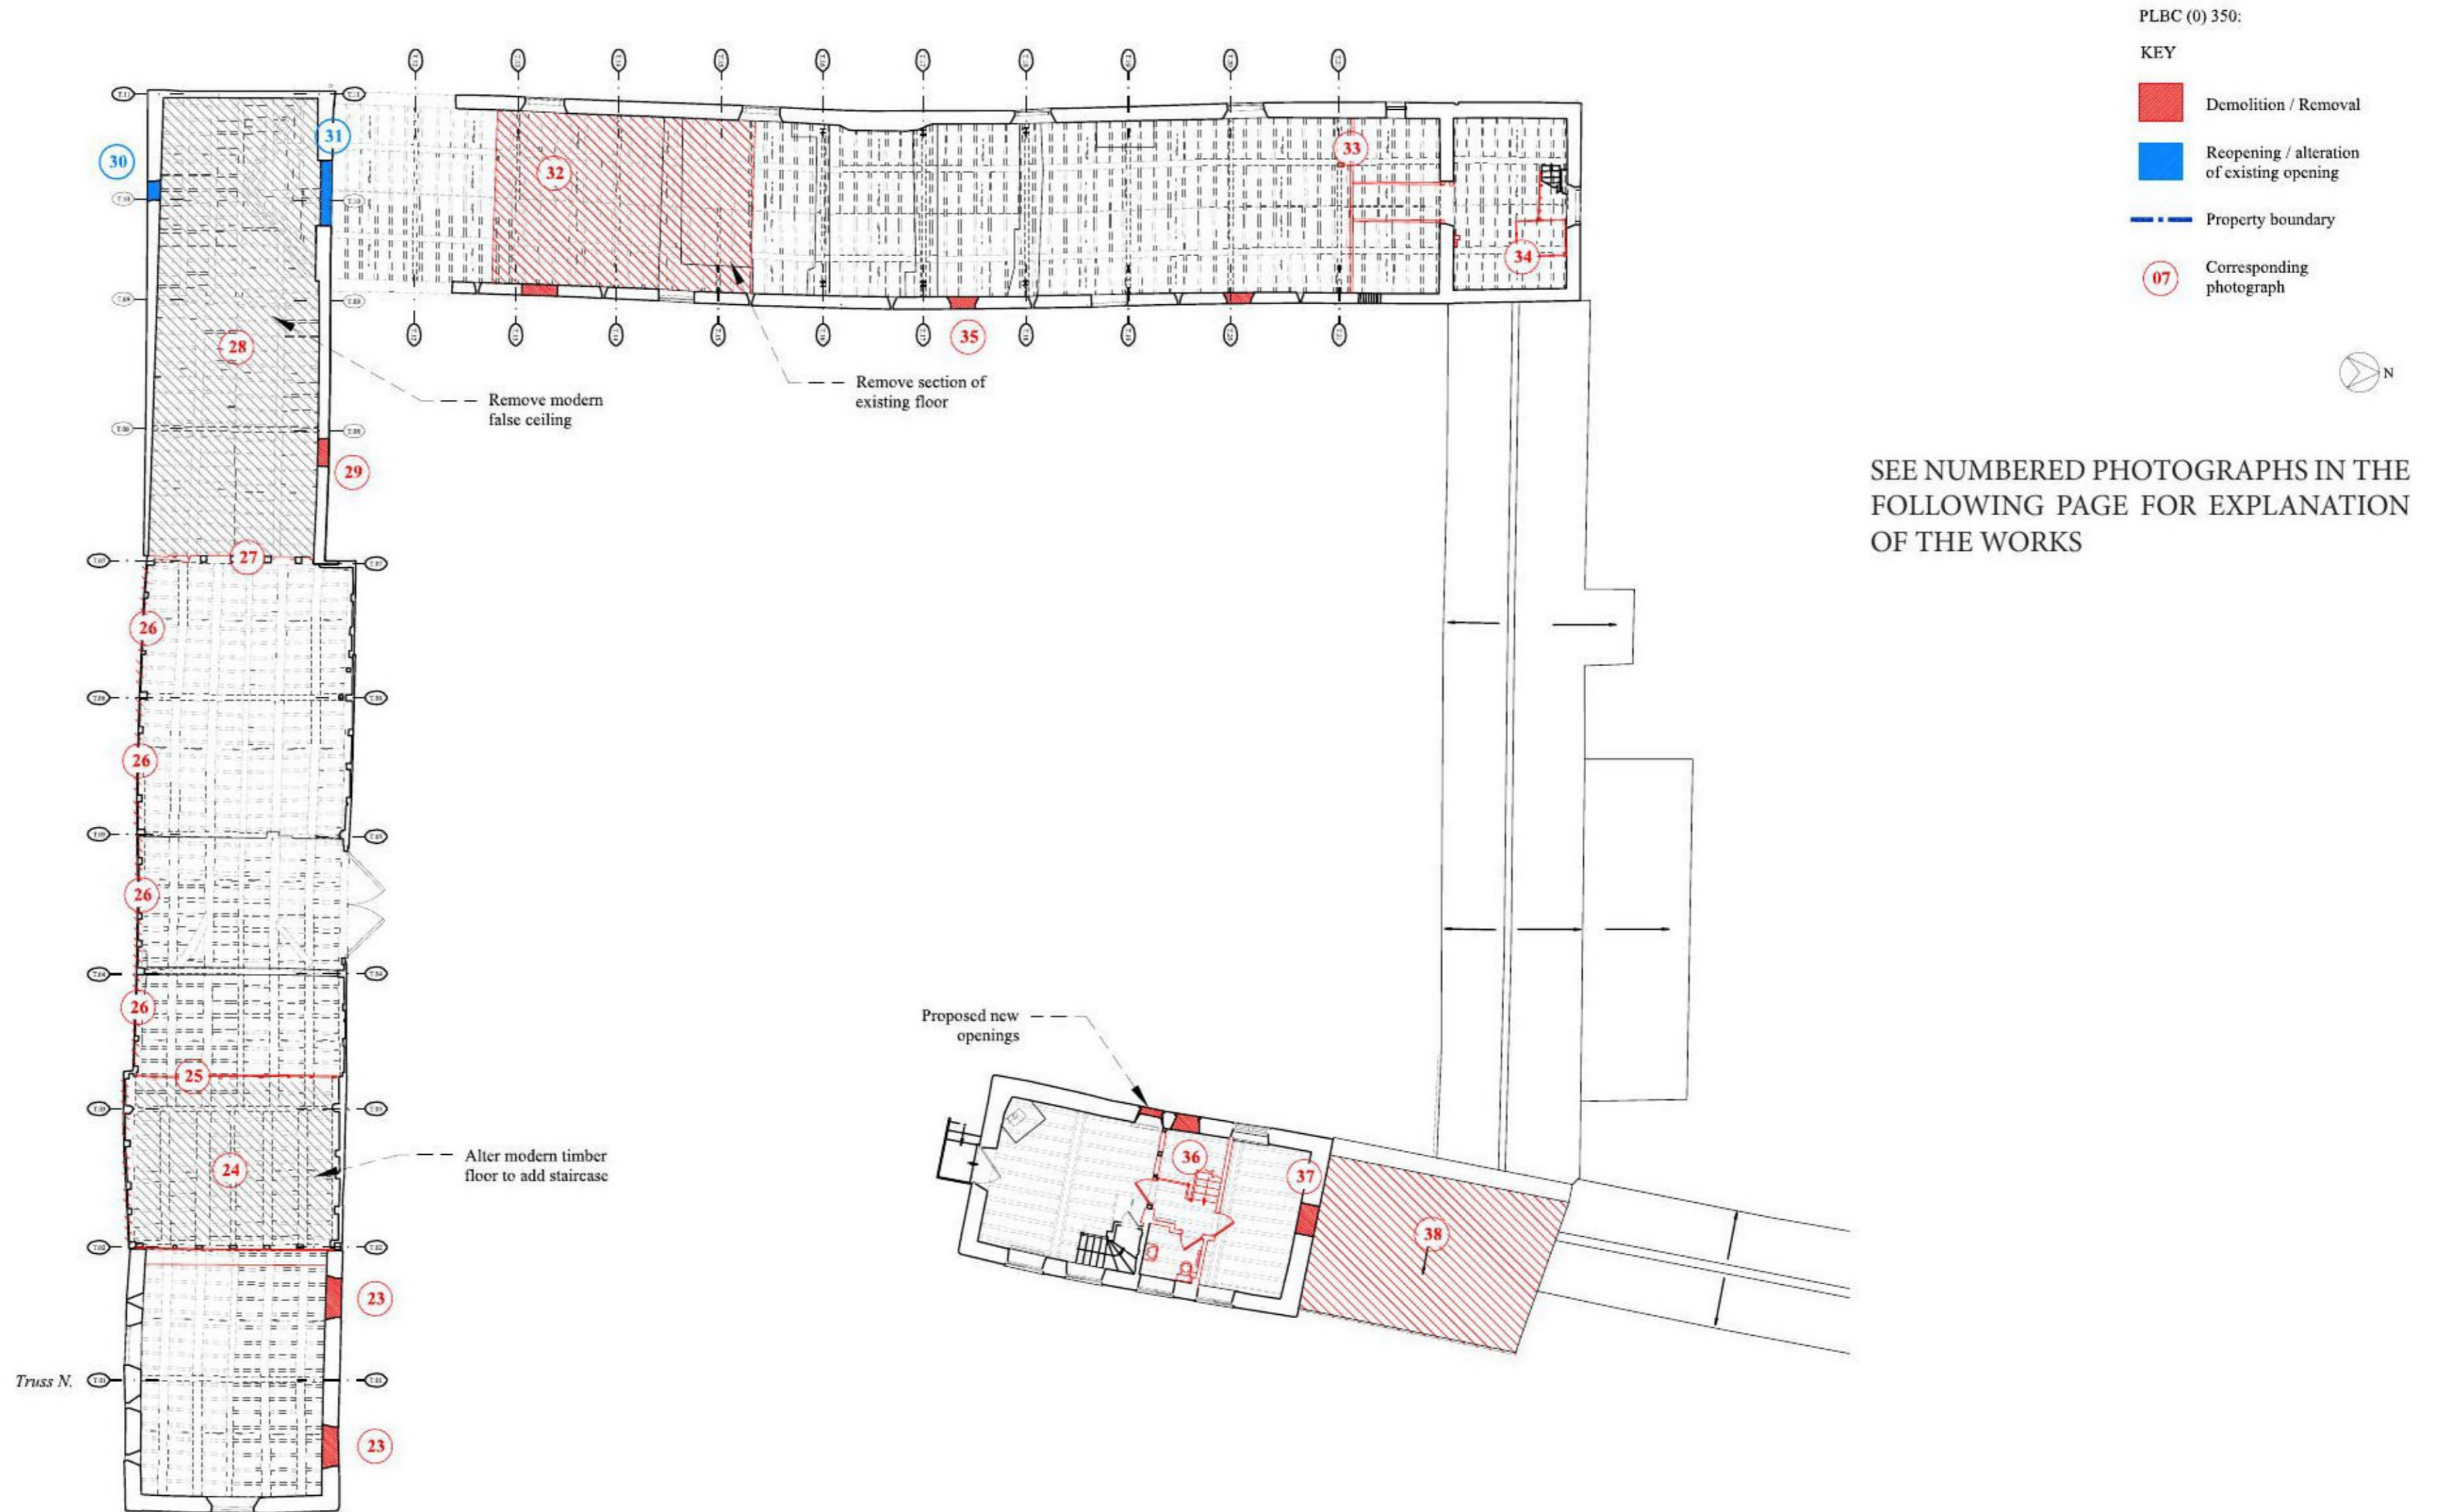 PLBC (0) 350:
KEY
Demolition / Removal
Reopening / alteration
of existing opening
Property boundary
07
Corresponding
photograph
N
SEE NUMBERED PHOTOGRAPHS IN THE
FOLLOWING PAGE FOR EXPLANATION
OF THE WORKS
30
31
32
33
34
35
28
29
Remove modern
false ceiling
Remove section of
existing floor
27
26
26
26
26
25
24
Alter modern timber
floor to add staircase
23
23
Truss N.
Proposed new
openings
36
37
38